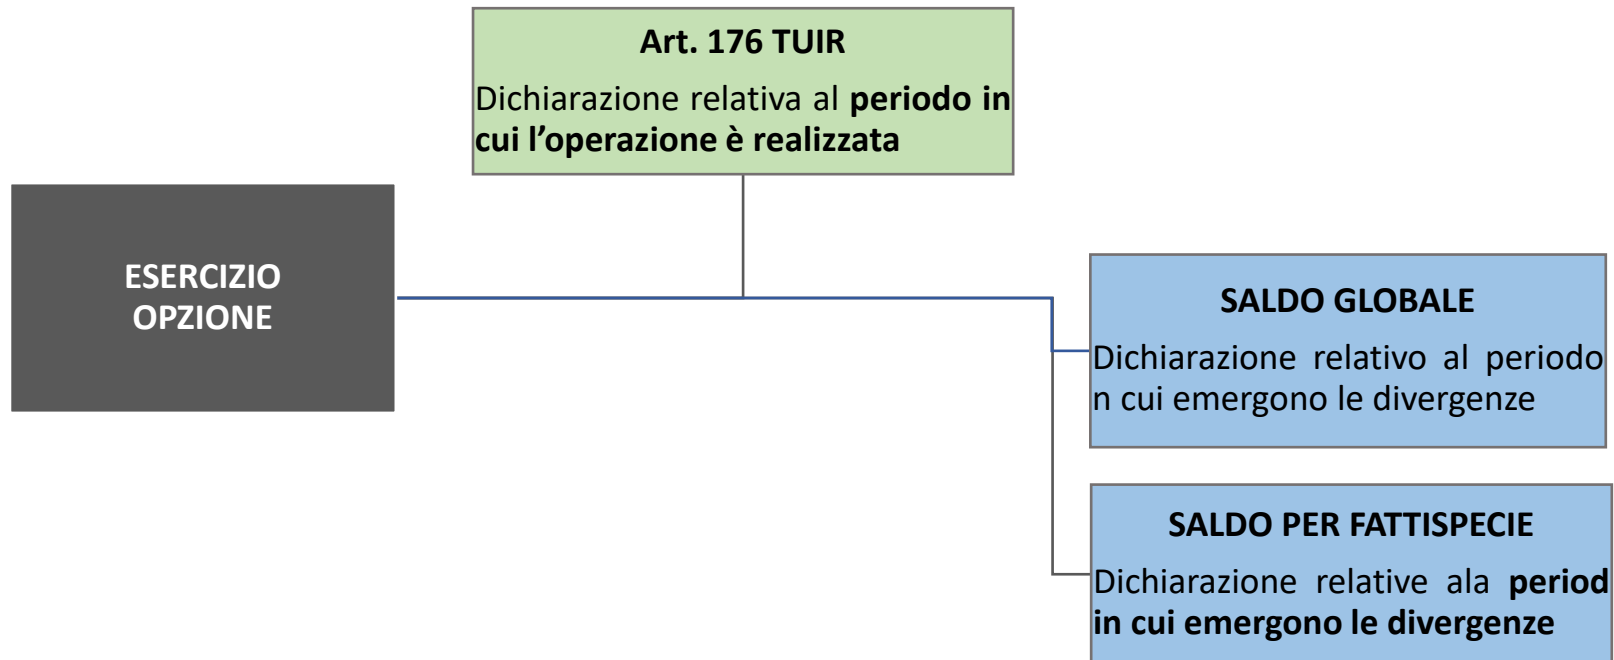 Art. 176 TUIR
Dichiarazione relativa al periodo in
cui l'operazione è realizzata
ESERCIZIO
OPZIONE
SALDO GLOBALE
Dichiarazione relativo al periodo
n cui emergono le divergenze
SALDO PER FATTISPECIE
Dichiarazione relative ala period
in cui emergono le divergenze